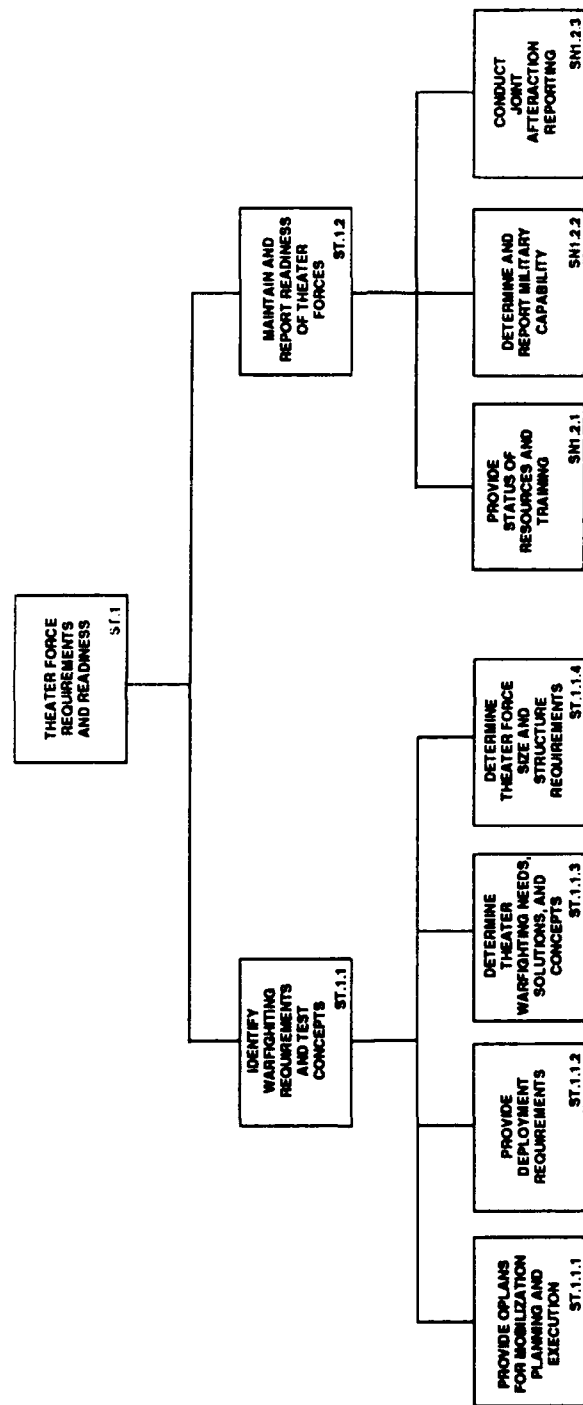 THEATER FORCE
REQUIREMENTS
AND READINESS
ST.1
IDENTIFY
WARFIGHTING
REQUIREMENTS
AND TEST
CONCEPTS
ST.1.1
MAINTAIN AND
REPORT READINESS
OF THEATER
FORCES
ST.1.2
PROVIDE OPLANS
FOR MOBILIZATION
PLANNING AND
EXECUTION
ST.1.1.1
PROVIDE
DEPLOYMENT
REQUIREMENTS
ST.1.1.2
DETERMINE
THEATER
WARFIGHTING NEEDS,
SOLUTIONS, AND
CONCEPTS
ST.1.1.3
DETERMINE
THEATER FORCE
SIZE AND
STRUCTURE
REQUIREMENTS
ST.1.1.4
PROVIDE
STATUS OF
RESOURCES AND
TRAINING
SN1.2.1
DETERMINE AND
REPORT MILITARY
CAPABILITY
SN1.2.2
CONDUCT
JOINT
AFTERACTION
REPORTING
SN1.2.3